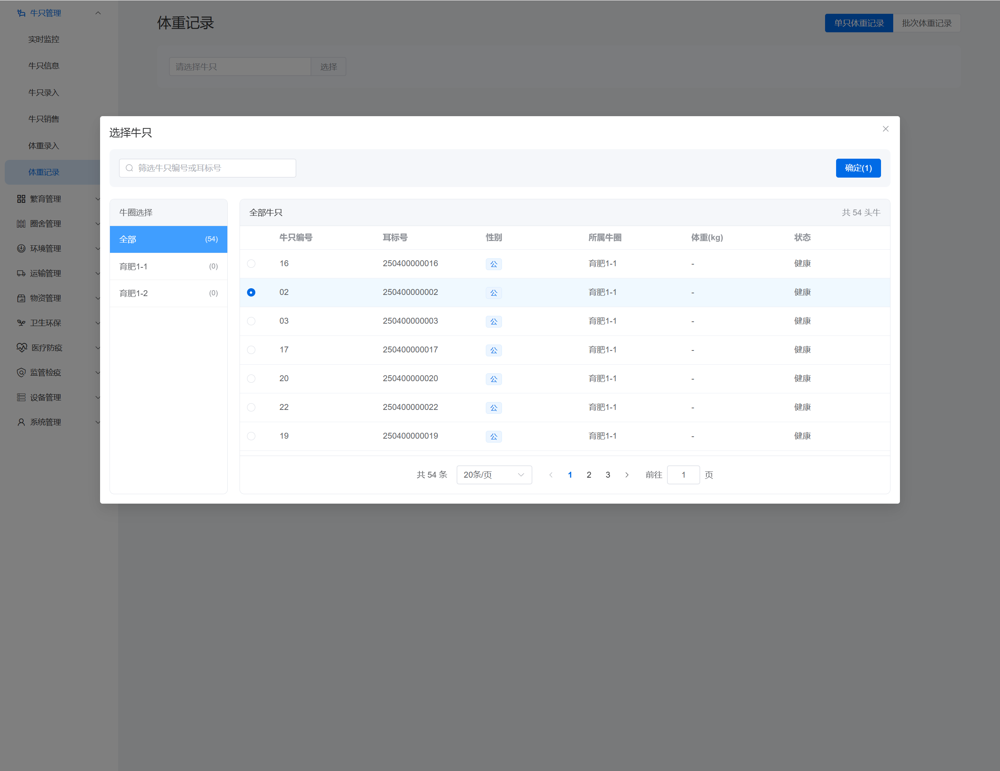 牛只管理
实时监控
牛只信息
牛只录入
牛只销售
体重录入
体重记录
繁育管理
圈舍管理
环境管理
运输管理
物资管理
卫生环保
医疗防疫
监管检疫
设备管理
系统管理
体重记录
单只体重记录 批次体重记录
请选择牛只 选择
选择牛只
筛选牛只编号或耳标号
确定(1)
牛圈选择
全部 (54)
育肥1-1 (0)
育肥1-2 (0)
全部牛只 共 54 头牛
牛只编号 耳标号 性别 所属牛圈 体重(kg) 状态
16 250400000016 公 育肥1-1 - 健康
02 250400000002 公 育肥1-1 - 健康
03 250400000003 公 育肥1-1 - 健康
17 250400000017 公 育肥1-1 - 健康
20 250400000020 公 育肥1-1 - 健康
22 250400000022 公 育肥1-1 - 健康
19 250400000019 公 育肥1-1 - 健康
共 54 条 20条/页 1 2 3 前往 1 页